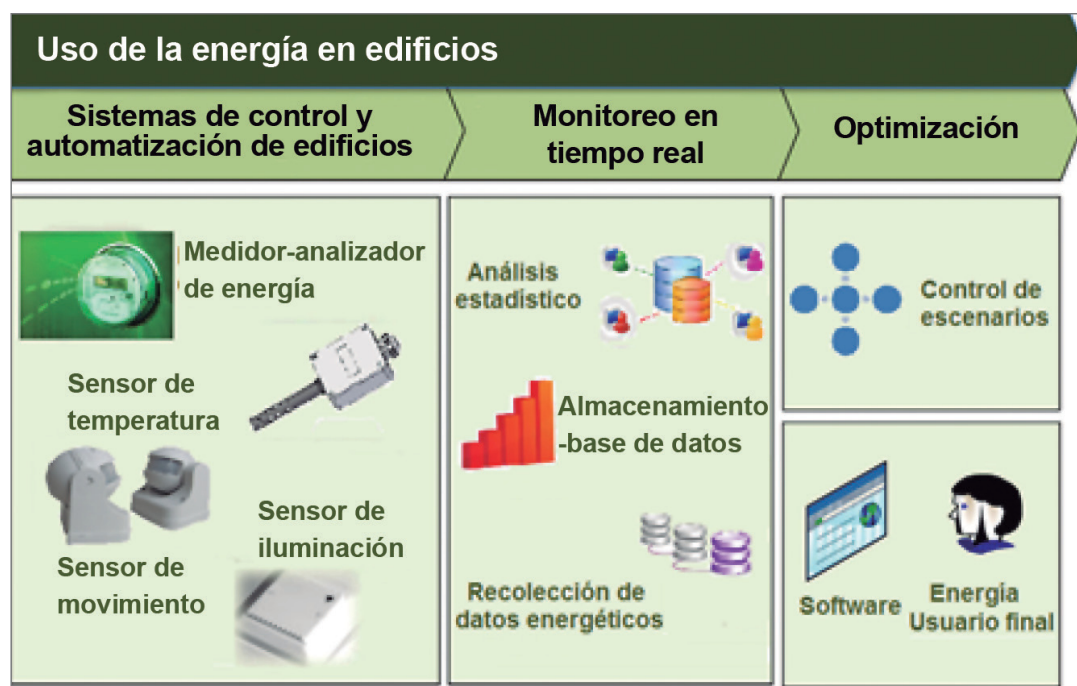 Uso de la energía en edificios
Sistemas de control y
automatización de edificios
Monitoreo en
tiempo real
Optimización
Medidor-analizador
de energía
Sensor de
temperatura
Sensor de
iluminación
Sensor de
movimiento
Análisis
estadístico
Almacenamiento
-base de datos
Recolección de
datos energéticos
Control de
escenarios
Software
Energía
Usuario final